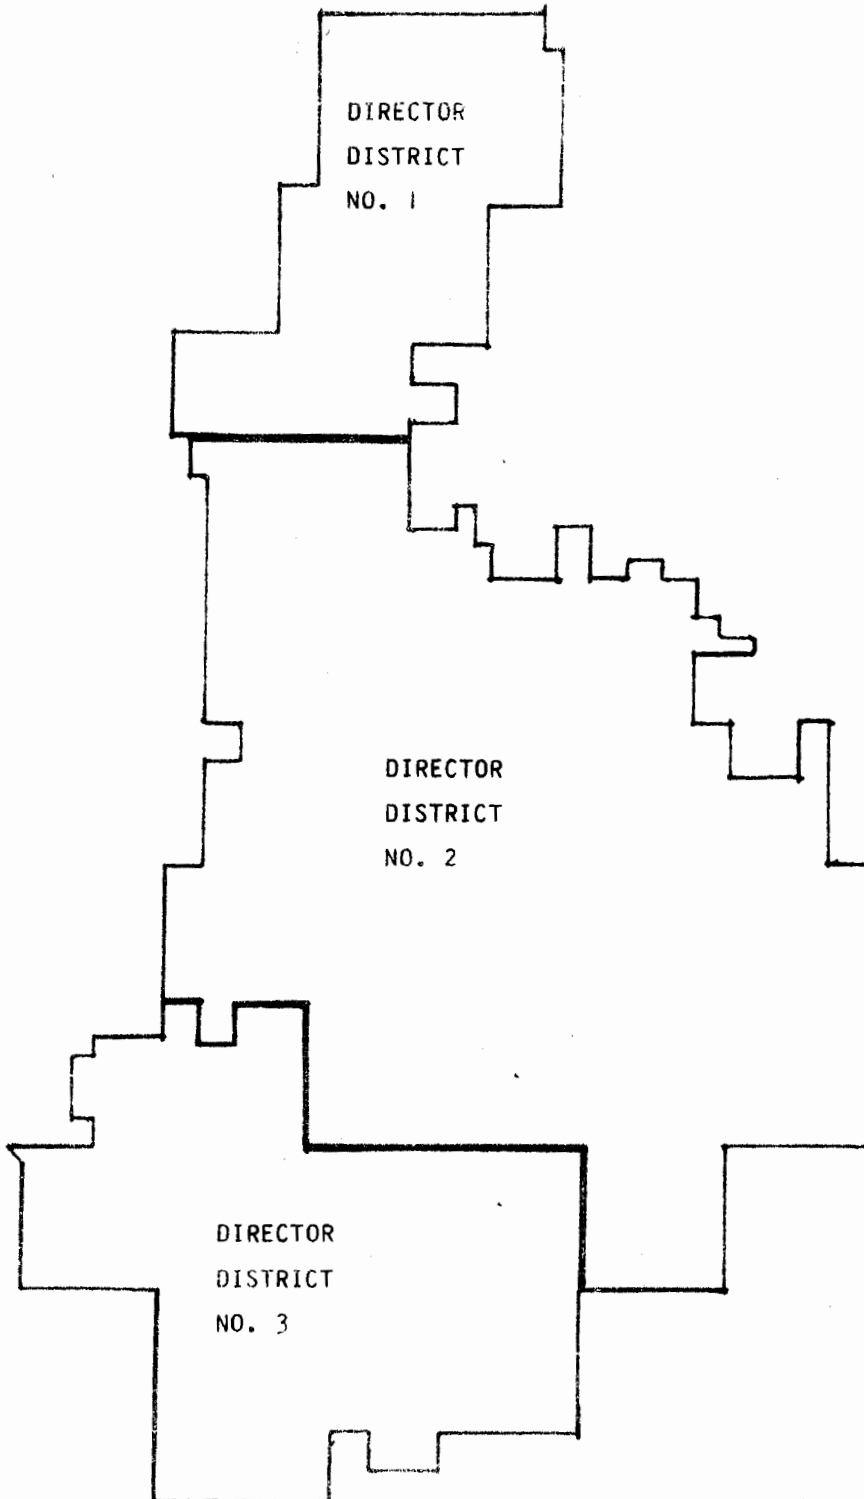 DIRECTOR
DISTRICT
NO. 1
DIRECTOR
DISTRICT
NO. 2
DIRECTOR
DISTRICT
NO. 3